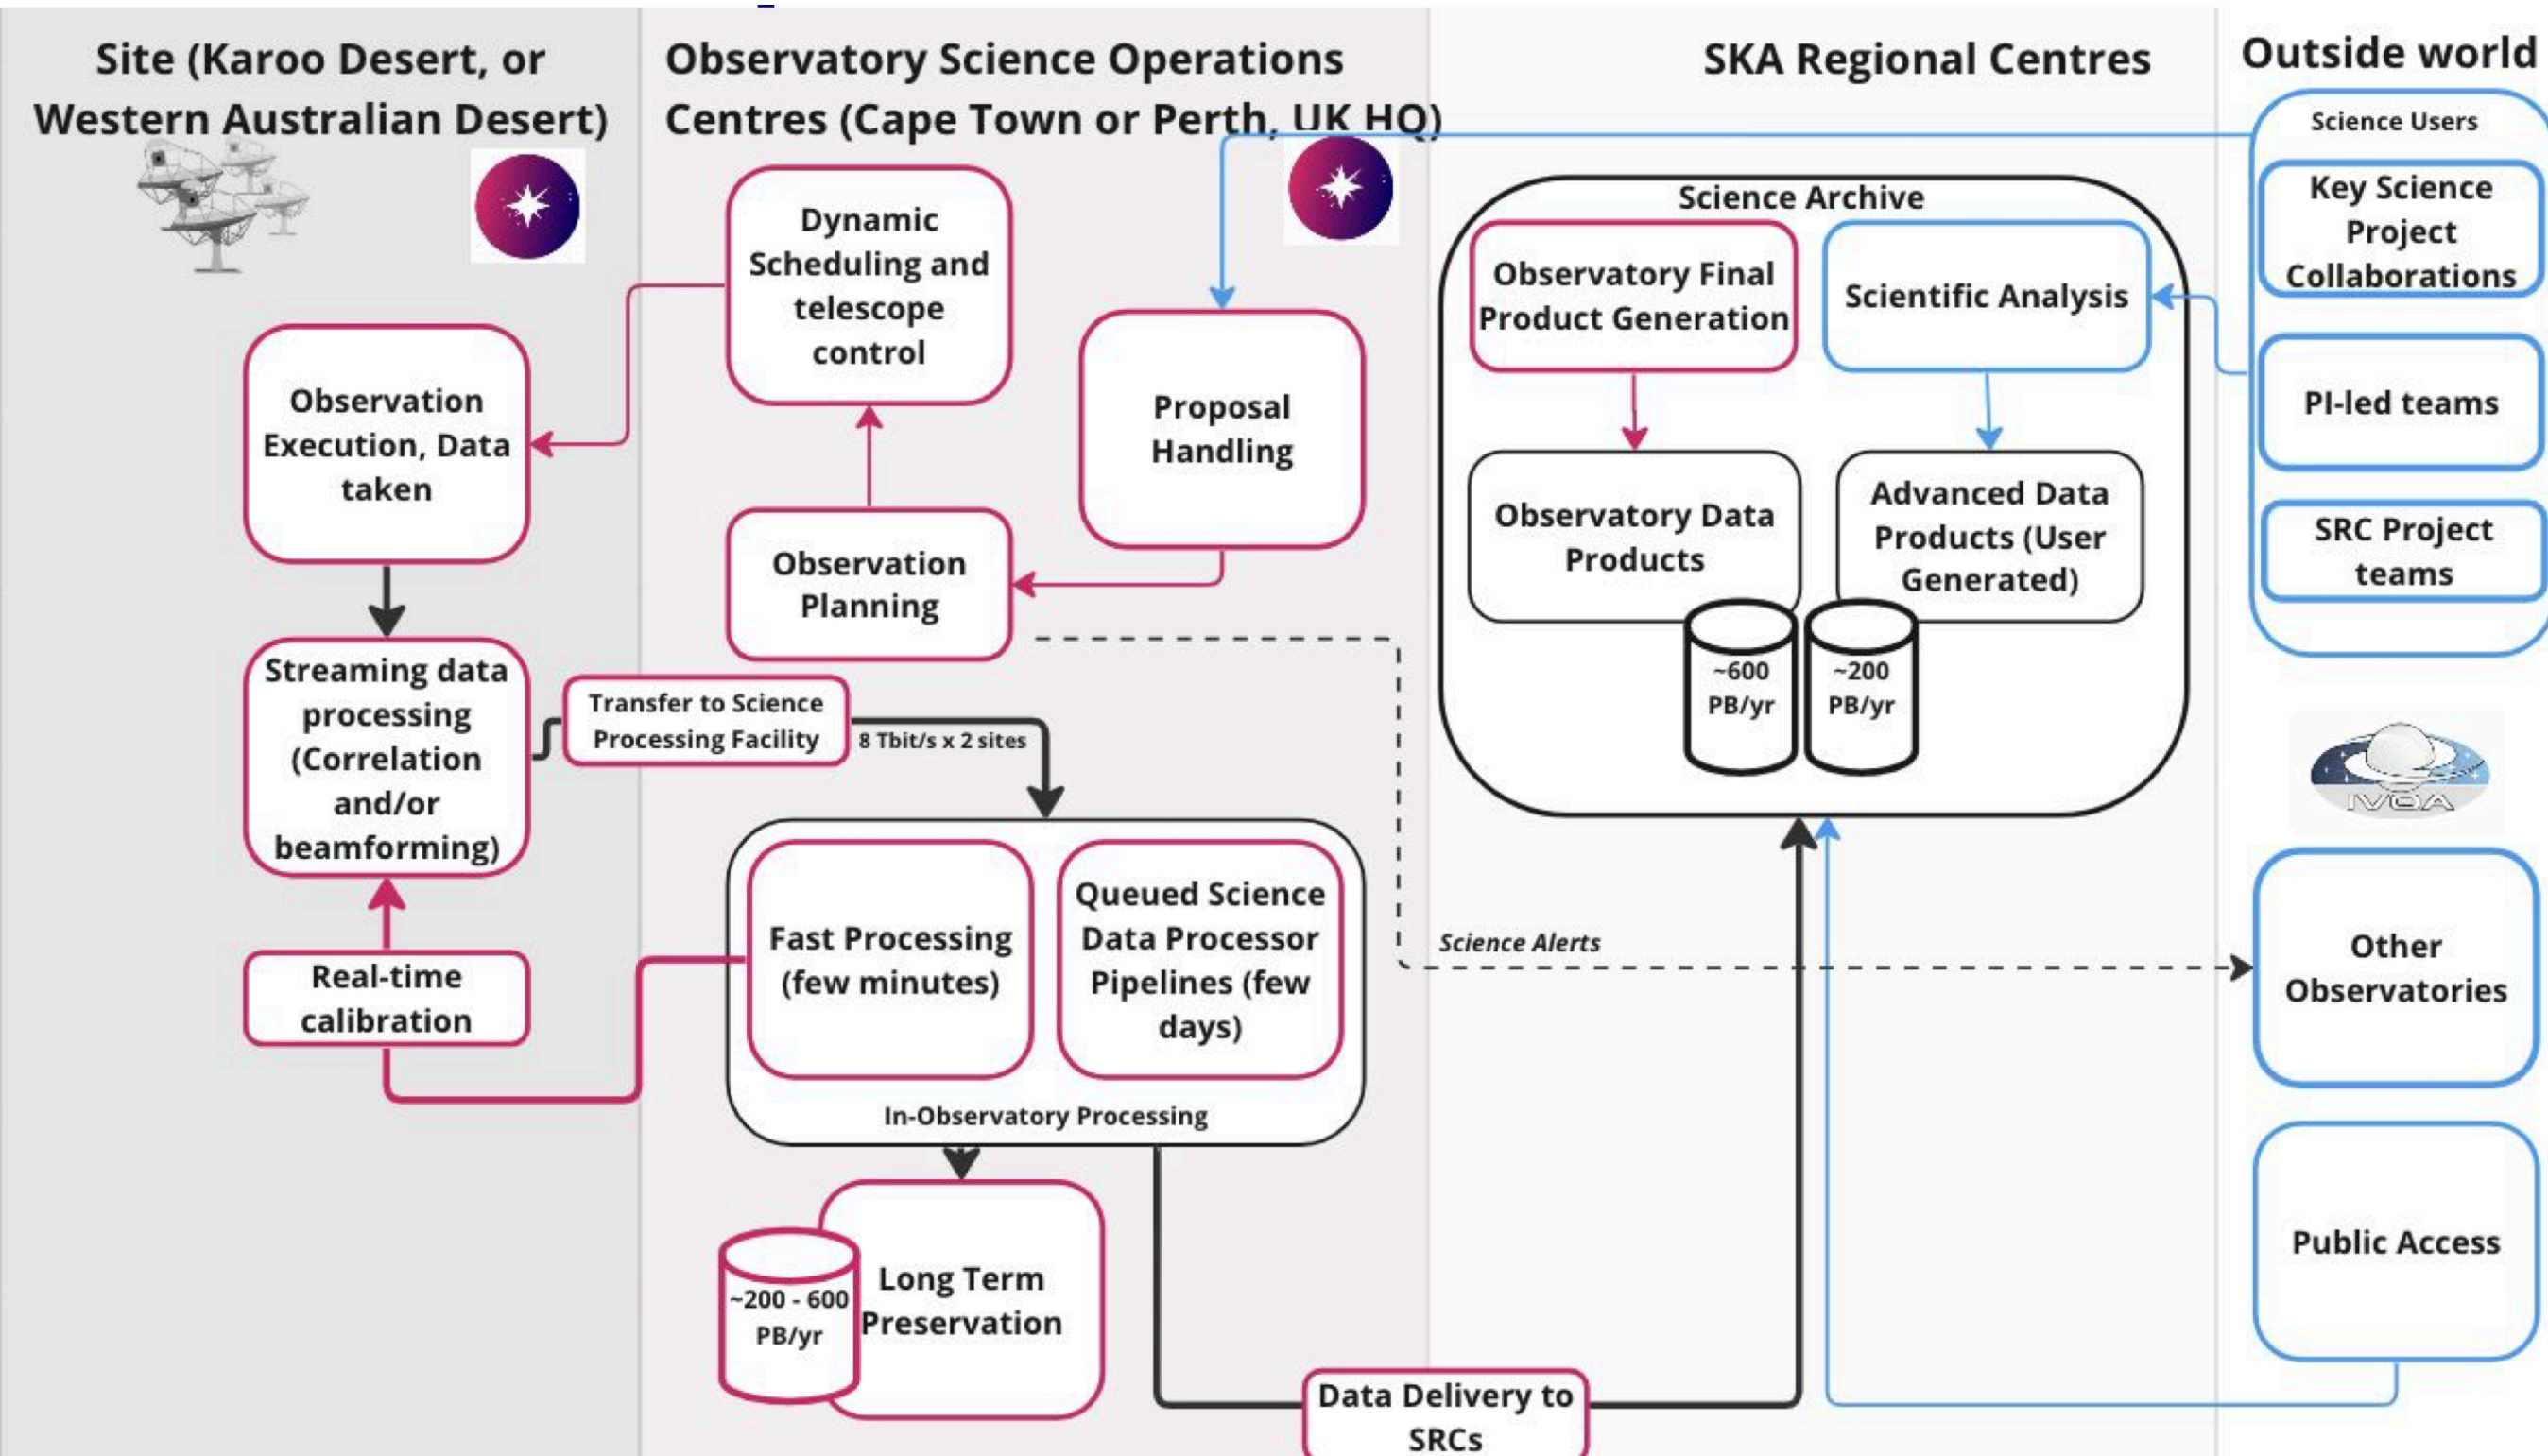 Site (Karoo Desert, or
Western Australian Desert)
Observatory Science Operations
Centres (Cape Town or Perth, UK HQ)
SKA Regional Centres
Outside world
Science Users
Key Science
Project
Collaborations
PI-led teams
SRC Project
teams
Dynamic
Scheduling and
telescope
control
Proposal
Handling
Observation
Planning
Observation
Execution, Data
taken
Streaming data
processing
(Correlation
and/or
beamforming)
Transfer to Science
Processing Facility
8 Tbit/s x 2 sites
Real-time
calibration
Fast Processing
(few minutes)
Queued Science
Data Processor
Pipelines (few
days)
In-Observatory Processing
~200 - 600
PB/yr
Long Term
Preservation
Data Delivery to
SRCs
Science Archive
Observatory Final
Product Generation
Scientific Analysis
Observatory Data
Products
Advanced Data
Products (User
Generated)
~600
PB/yr
~200
PB/yr
Science Alerts
IVOA
Other
Observatories
Public Access